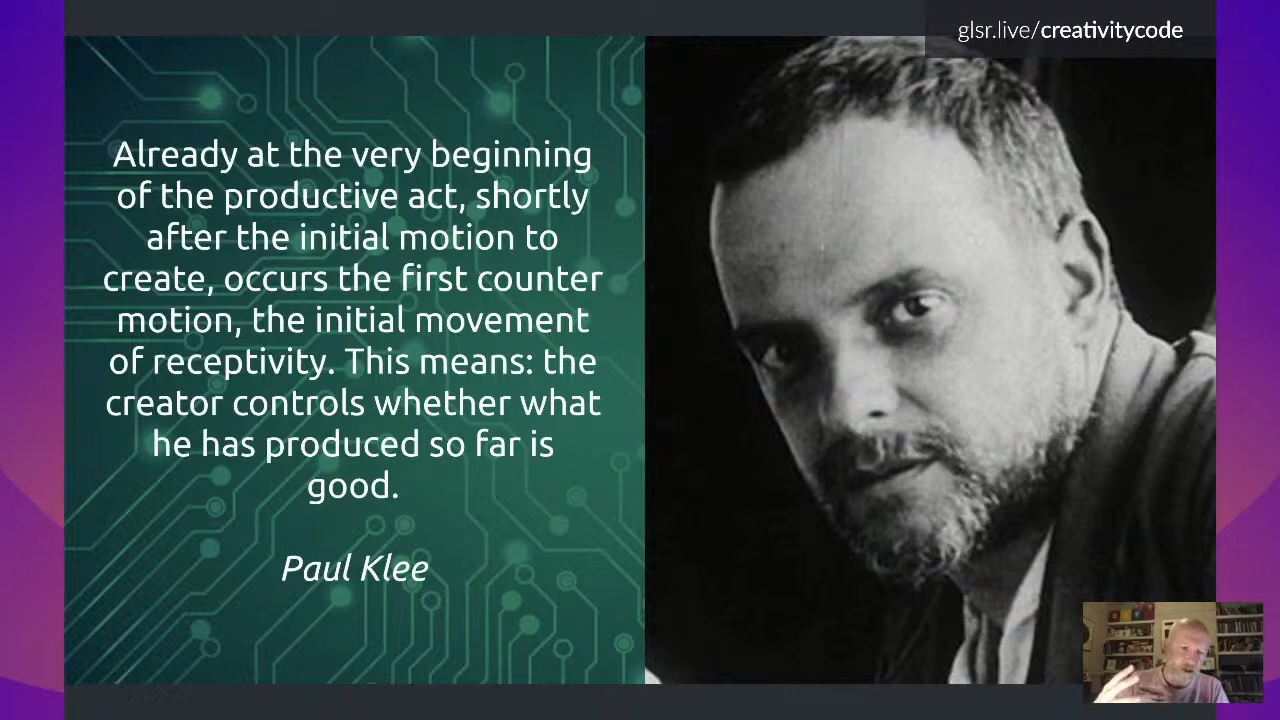 glsr.live/creativitycode
Already at the very beginning
of the productive act, shortly
after the initial motion to
create, occurs the first counter
motion, the initial movement
of receptivity. This means: the
creator controls whether what
he has produced so far is
good.
Paul Klee